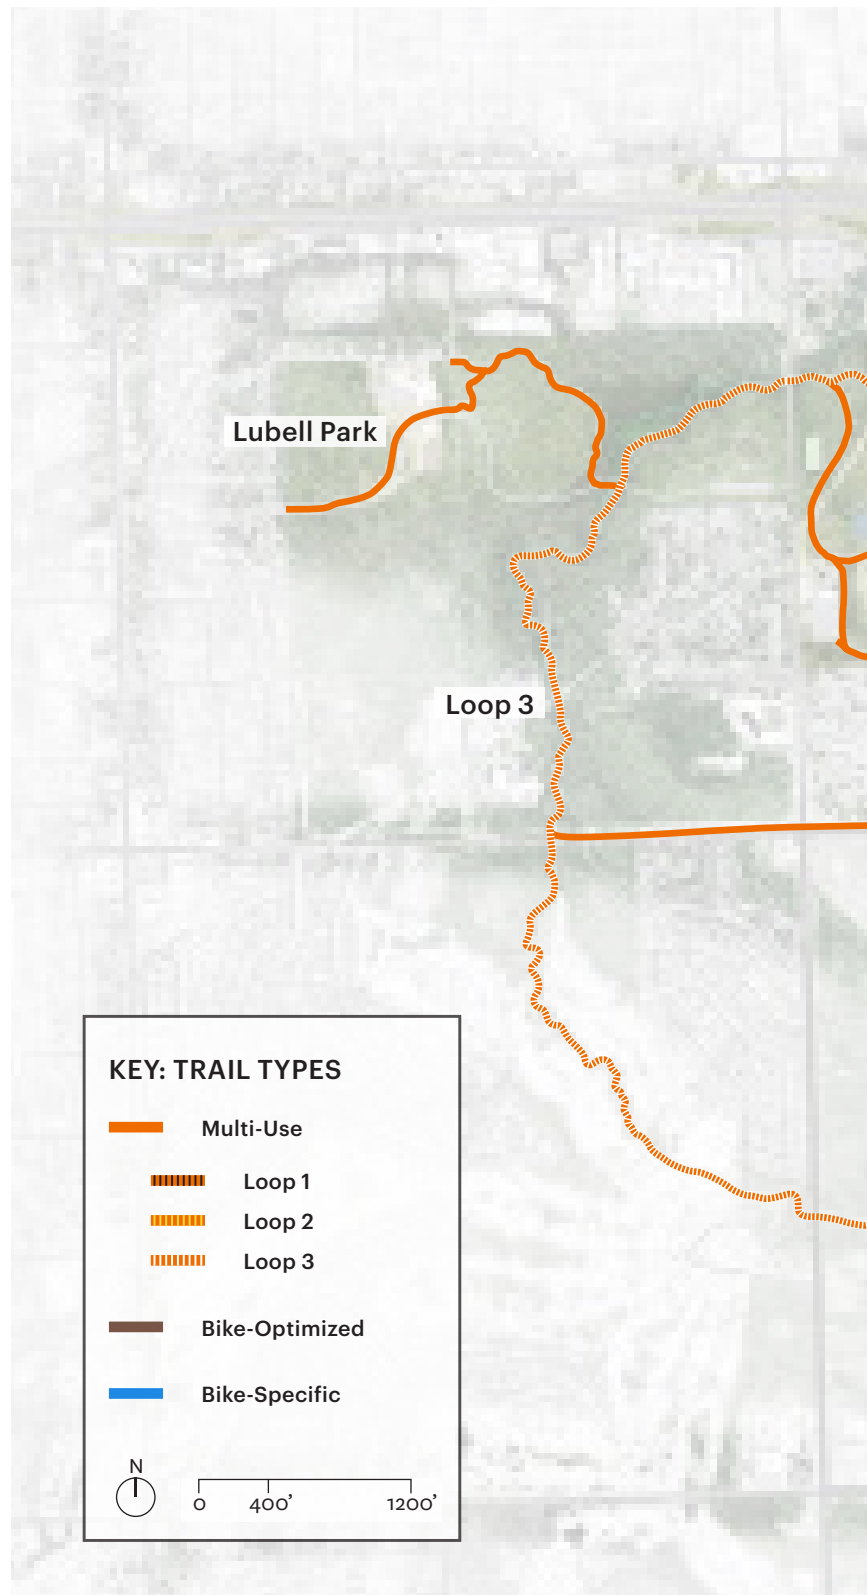 Lubell Park
Loop 3
KEY: TRAIL TYPES
Multi-Use
Loop 1
Loop 2
Loop 3
Bike-Optimized
Bike-Specific
N
0 400’ 1200’